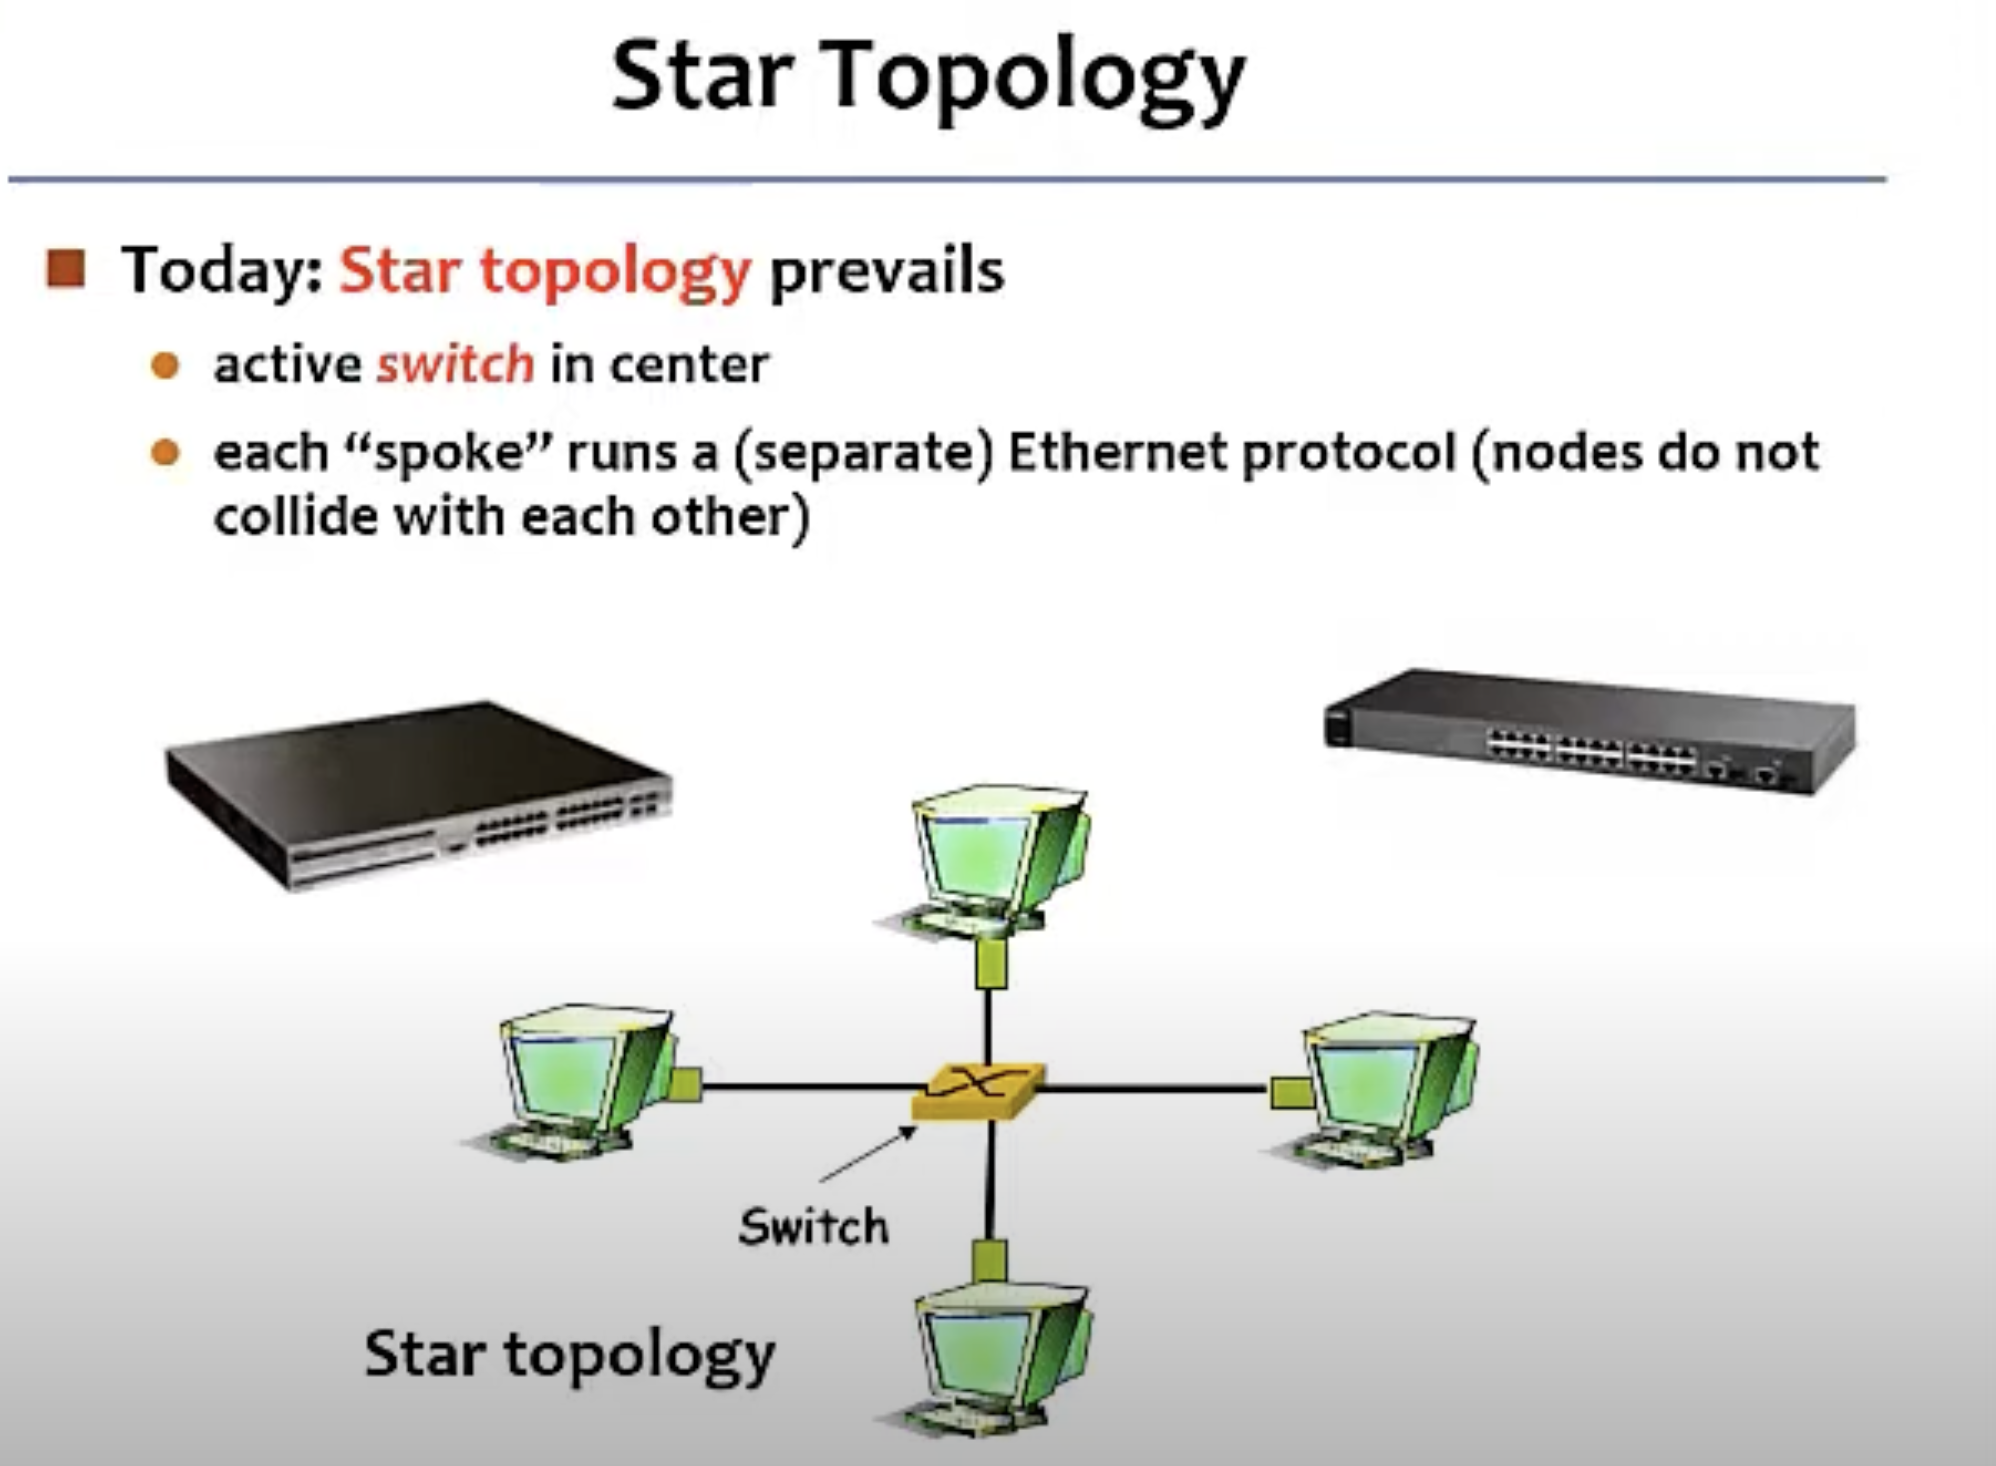 Star Topology
Today: Star topology prevails
active switch in center
each “spoke” runs a (separate) Ethernet protocol (nodes do not
collide with each other)
Switch
Star topology